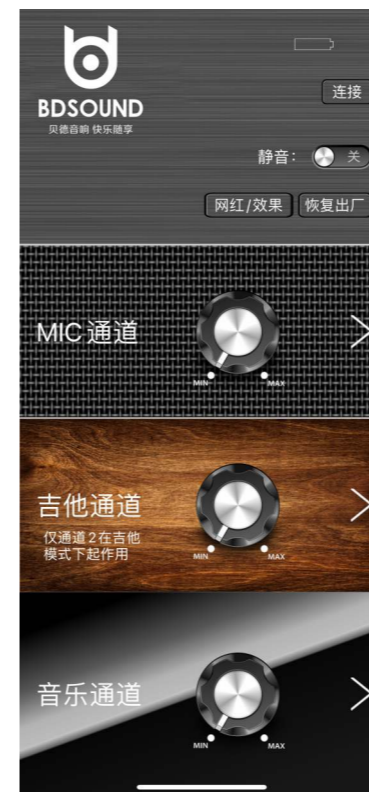 BDSOUND
贝德音响 快乐随享
连接
静音：
关
网红/效果
恢复出厂
MIC 通道
MIN
MAX
吉他通道
仅通道2在吉他
模式下起作用
MIN
MAX
音乐通道
MIN
MAX